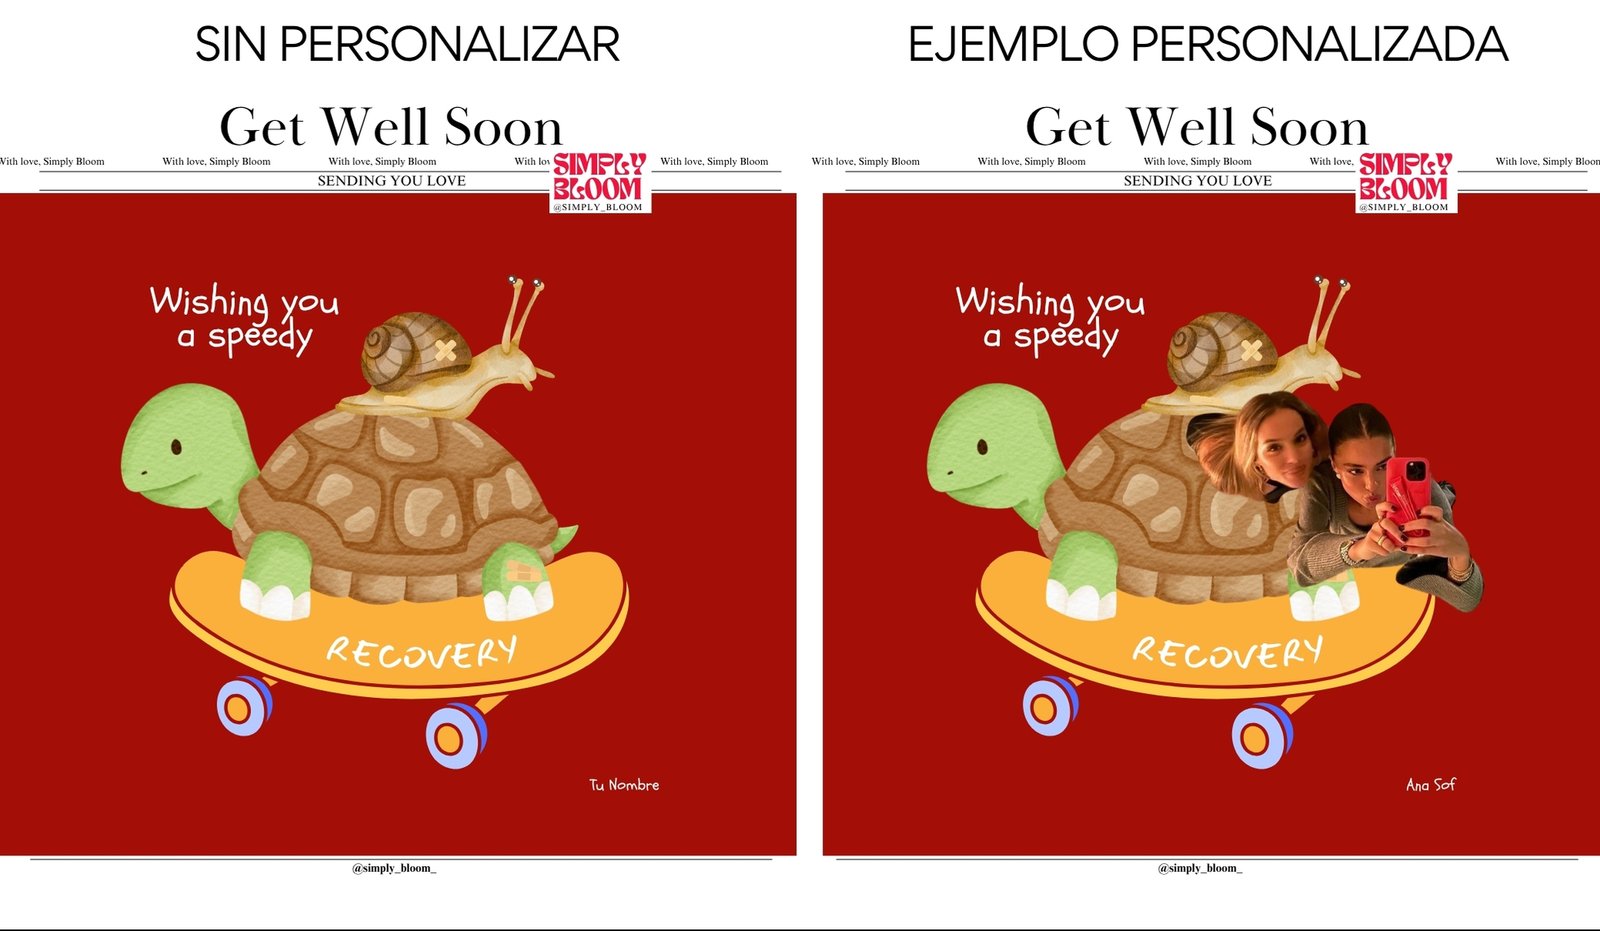 SIN PERSONALIZAR
Get Well Soon
With love, Simply Bloom With love, Simply Bloom With love, Simply Bloom With lov With love, Simply Bloom
SIMPLY
BLOOM
@SIMPLY_BLOOM
SENDING YOU LOVE
Wishing you
a speedy
RECOVERY
Tu Nombre
@simply_bloom_
EJEMPLO PERSONALIZADA
Get Well Soon
With love, Simply Bloom With love, Simply Bloom With love, Simply Bloom With love, With love, Simply Bloom
SIMPLY
BLOOM
@SIMPLY_BLOOM
SENDING YOU LOVE
Wishing you
a speedy
RECOVERY
Ana Sof
@simply_bloom_